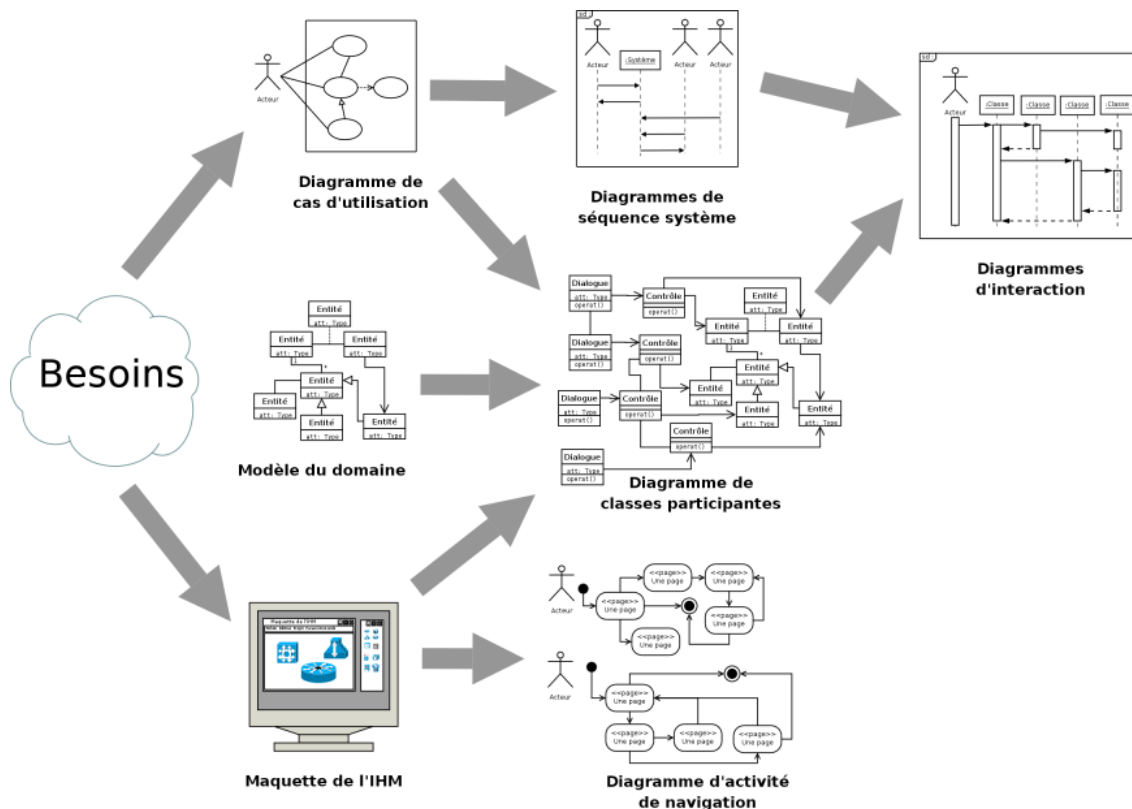 sd :
Acteur
Diagramme de
cas d'utilisation
:Système
Acteur
Acteur
Acteur
Diagrammes de
séquence système
sd :
Acteur
:Classe
:Classe
:Classe
:Classe
Diagrammes
d'interaction
Besoins
Entité
att: Type
Entité
att: Type
Entité
att: Type
1
*
Entité
att: Type
Entité
att: Type
Entité
att: Type
Entité
att: Type
Modèle du domaine
Dialogue
att: Type
operat()
Contrôle
operat()
Entité
att: Type
Entité
att: Type
Entité
att: Type
Dialogue
att: Type
operat()
Contrôle
operat()
1
*
Entité
att: Type
Entité
att: Type
Dialogue
att: Type
operat()
Contrôle
operat()
Entité
att: Type
Entité
att: Type
Contrôle
operat()
Dialogue
att: Type
operat()
Diagramme de
classes participantes
Maquette de l'IHM
Maquette de l'IHM
Acteur
<<page>>
Une page
<<page>>
Une page
<<page>>
Une page
<<page>>
Une page
<<page>>
Une page
Acteur
<<page>>
Une page
<<page>>
Une page
<<page>>
Une page
<<page>>
Une page
Diagramme d'activité
de navigation